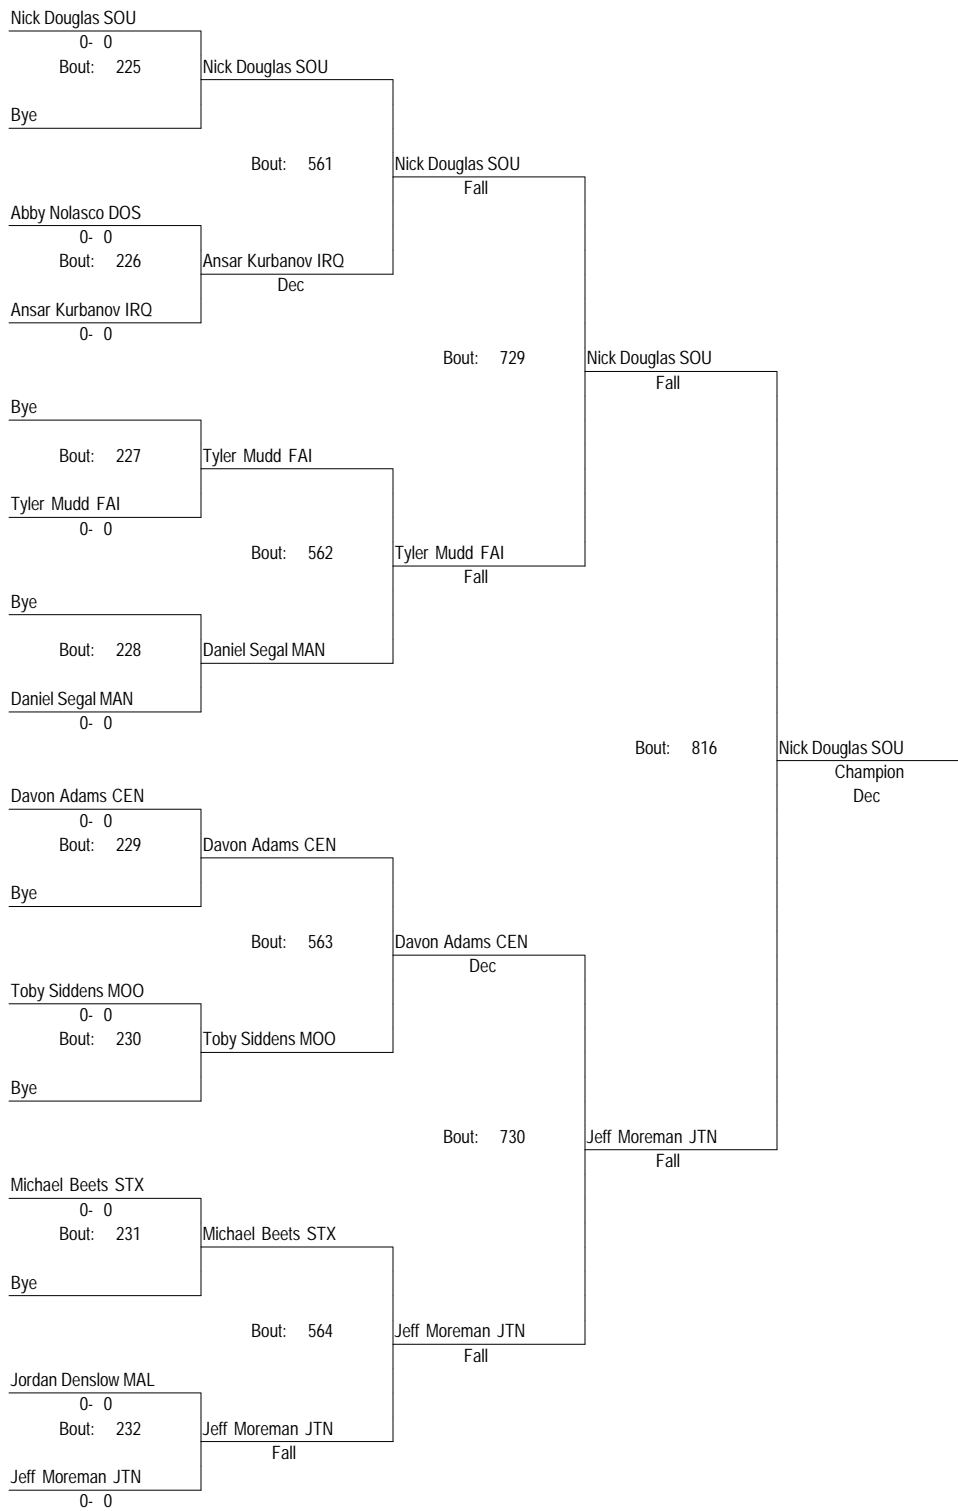 Nick Douglas SOU
0- 0
Bout: 225
Nick Douglas SOU
Bye
Bout: 561
Nick Douglas SOU
Fall
Abby Nolasco DOS
0- 0
Bout: 226
Ansar Kurbanov IRQ
Dec
Ansar Kurbanov IRQ
0- 0
Bout: 729
Nick Douglas SOU
Fall
Bye
Bout: 227
Tyler Mudd FAI
Tyler Mudd FAI
0- 0
Bout: 562
Tyler Mudd FAI
Fall
Bye
Bout: 228
Daniel Segal MAN
Daniel Segal MAN
0- 0
Bout: 816
Nick Douglas SOU
Champion
Dec
Davon Adams CEN
0- 0
Bout: 229
Davon Adams CEN
Bye
Bout: 563
Davon Adams CEN
Dec
Toby Siddens MOO
0- 0
Bout: 230
Toby Siddens MOO
Bye
Bout: 730
Jeff Moreman JTN
Fall
Michael Beets STX
0- 0
Bout: 231
Michael Beets STX
Bye
Bout: 564
Jeff Moreman JTN
Fall
Jordan Denslow MAL
0- 0
Bout: 232
Jeff Moreman JTN
Fall
Jeff Moreman JTN
0- 0